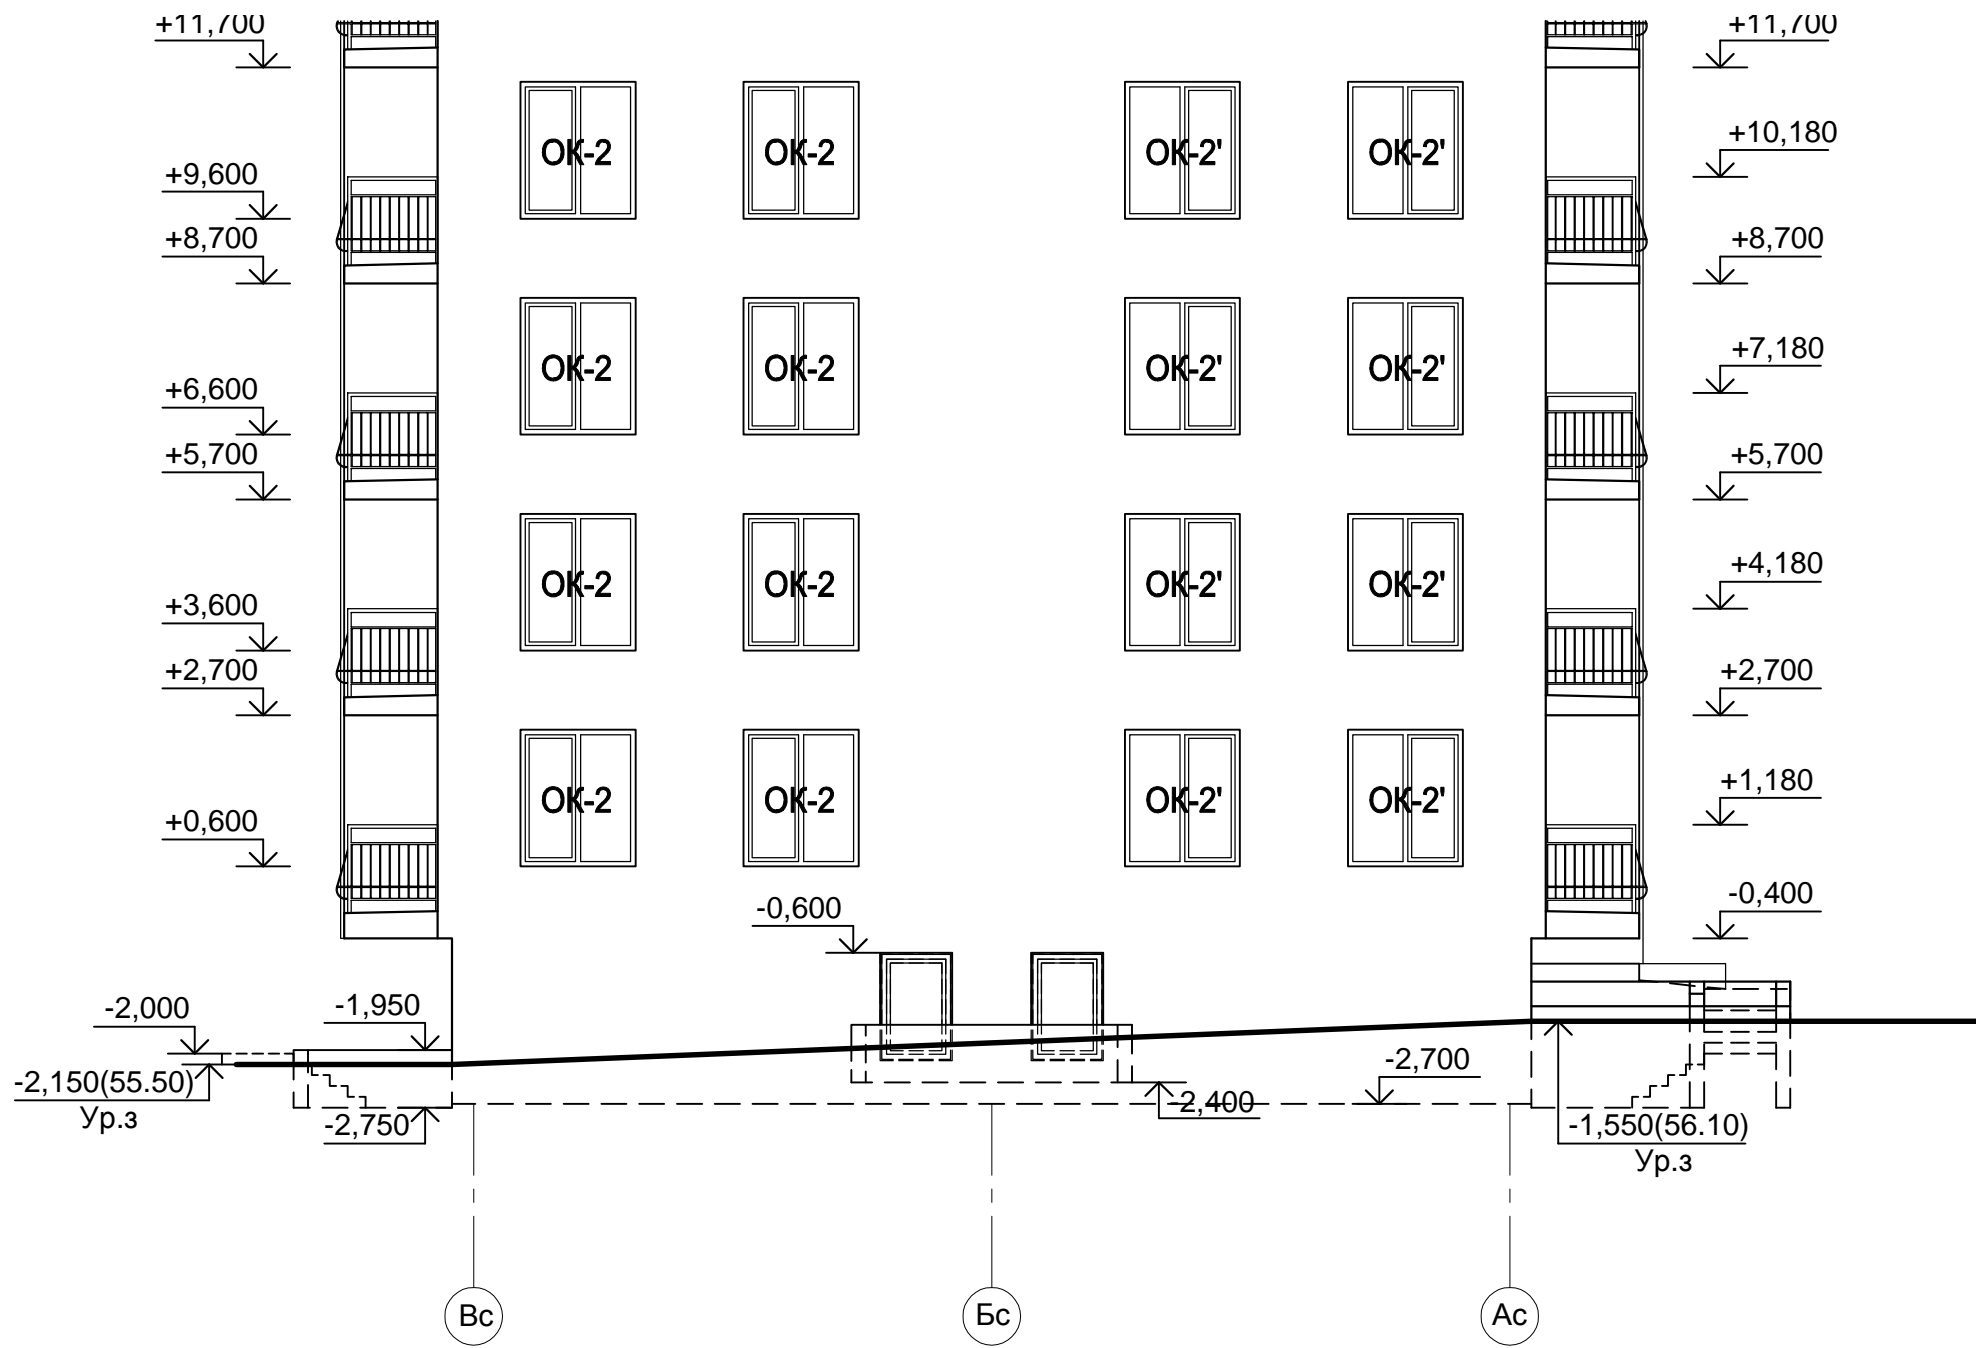 +11,700 +11,700
ОК-2 ОК-2 ОК-2' ОК-2' +10,180
+9,600
+8,700 +8,700
+7,180
ОК-2 ОК-2 ОК-2' ОК-2'
+6,600
+5,700 +5,700
+4,180
ОК-2 ОК-2 ОК-2' ОК-2'
+3,600
+2,700 +2,700
+1,180
ОК-2 ОК-2 ОК-2' ОК-2'
+0,600
-0,600 -0,400
-2,000 -1,950
-2,150(55.50) -2,700
Ур.з -2,750 -2,400 -1,550(56.10)
Ур.з
Вс Бс Ас